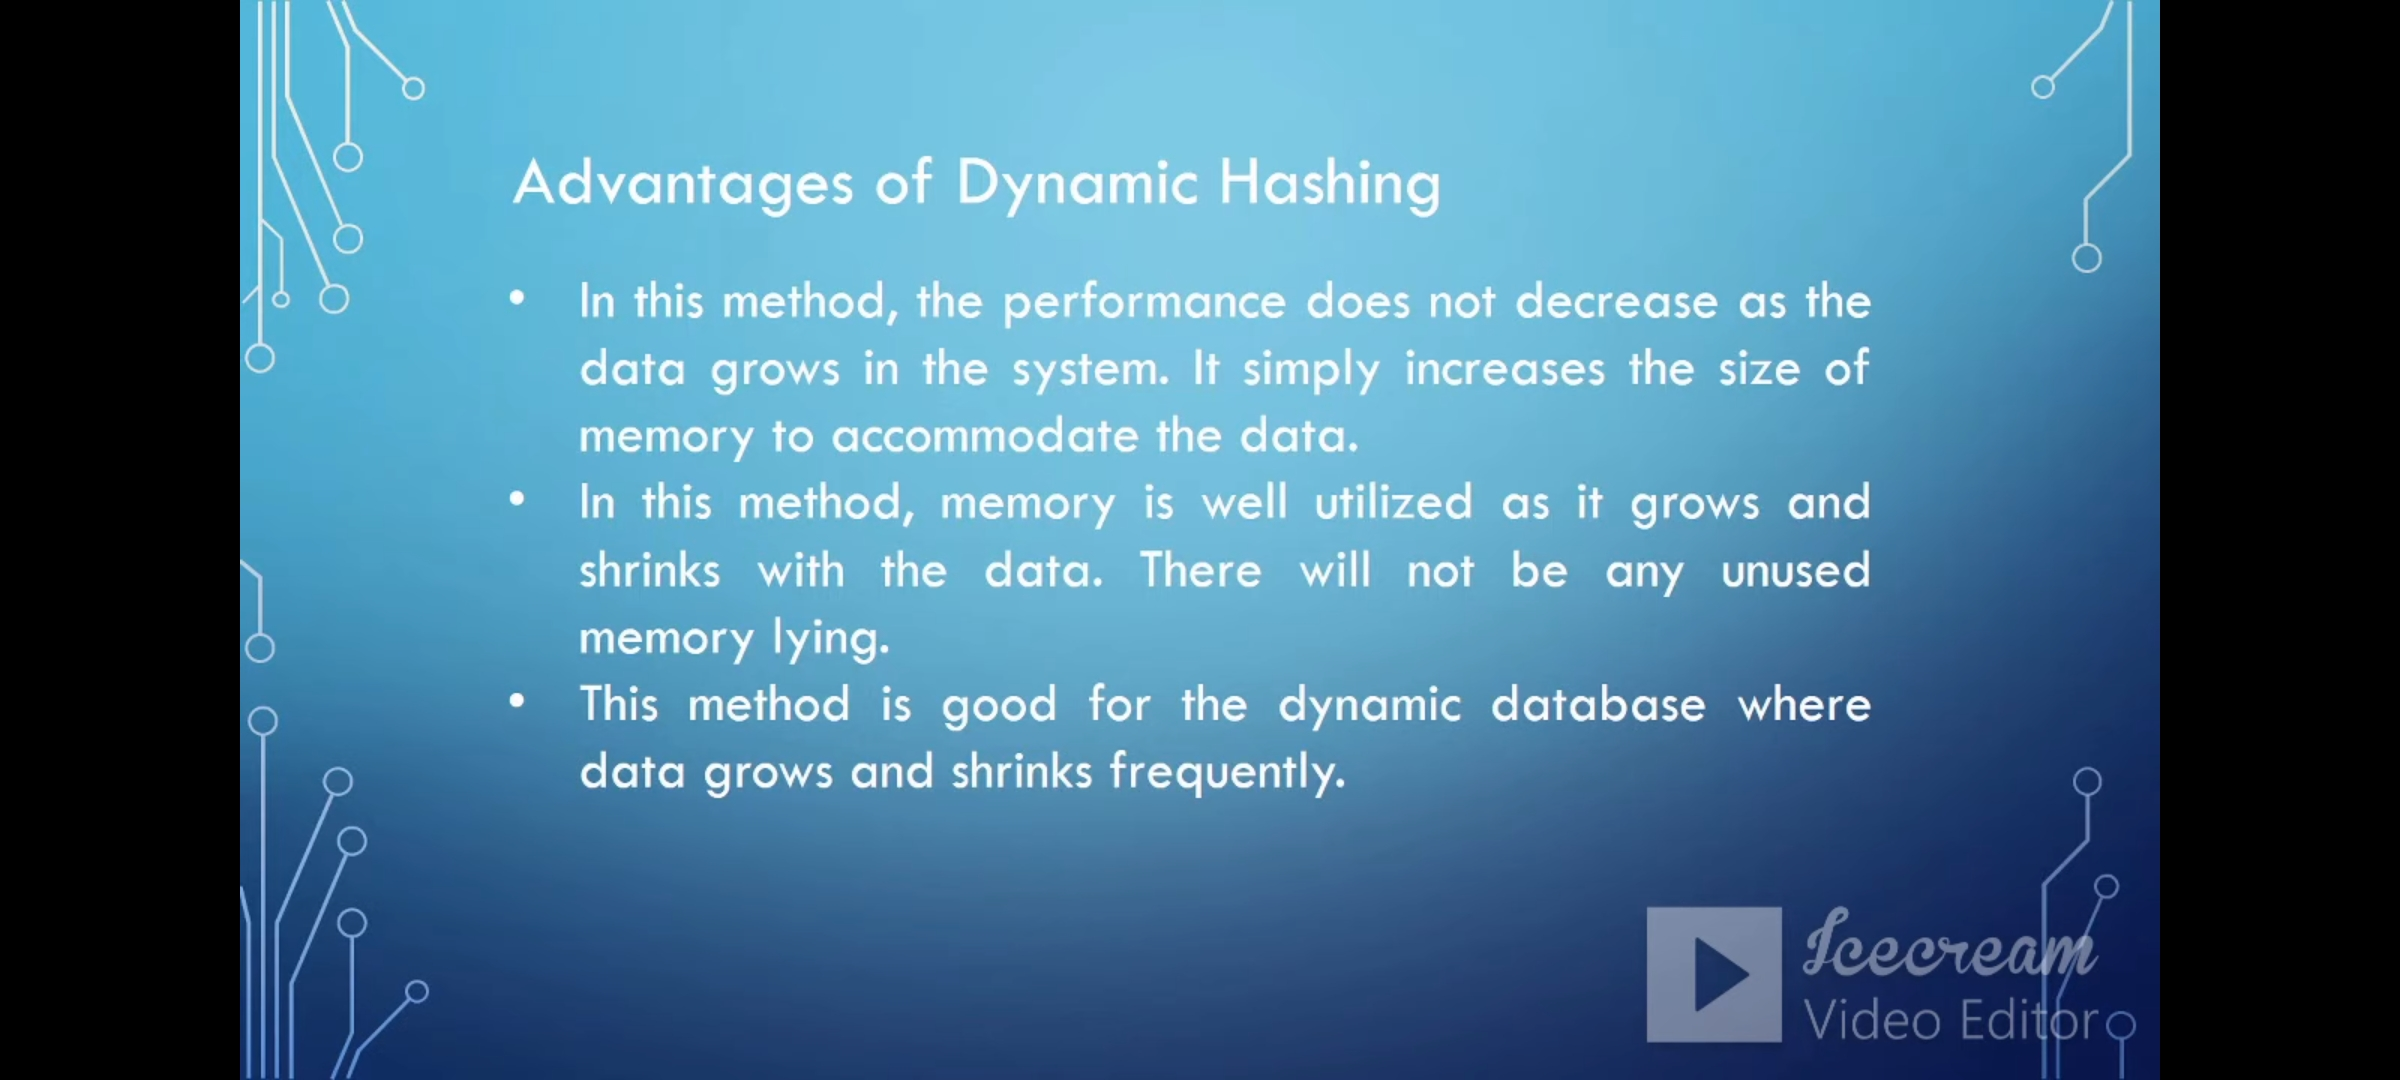 Advantages of Dynamic Hashing
• In this method, the performance does not decrease as the
data grows in the system. It simply increases the size of
memory to accommodate the data.
• In this method, memory is well utilized as it grows and
shrinks with the data. There will not be any unused
memory lying.
• This method is good for the dynamic database where
data grows and shrinks frequently.
Icecream
Video Editor